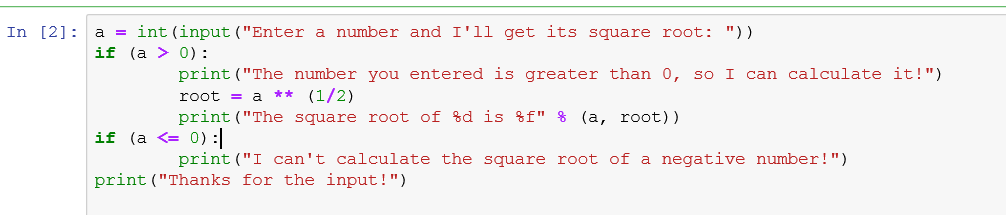 In [2]: a = int(input("Enter a number and I'll get its square root: "))
if (a > 0):
        print("The number you entered is greater than 0, so I can calculate it!")
        root = a ** (1/2)
        print("The square root of %d is %f" % (a, root))
if (a <= 0):
        print("I can't calculate the square root of a negative number!")
print("Thanks for the input!")